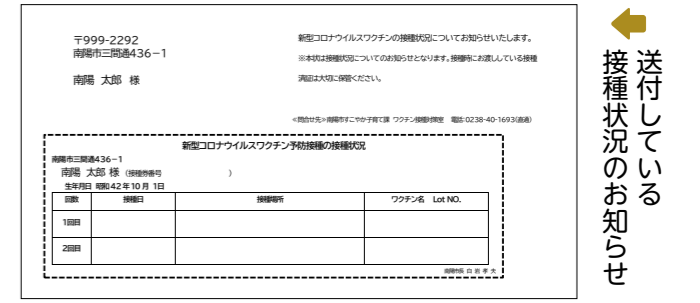 〒999-2292
南陽市三間通436－1
南陽 太郎 様
新型コロナウイルスワクチンの接種状況についてお知らせいたします。
※本状は接種状況についてのお知らせとなります。接種時にお渡ししている接種
済証は大切に保管ください。
≪問合せ先≫南陽市すこやか子育て課 ワクチン接種対策室 電話：0238-40-1693(直通)
新型コロナウイルスワクチン予防接種の接種状況
南陽市三間通436－1
南陽 太郎 様 (接種券番号 )
生年月日 昭和42年10月 1日
回数 接種日 接種場所 ワクチン名 Lot NO.
1回目
2回目
南陽市長 白 岩 孝 夫
送付している
接種状況のお知らせ